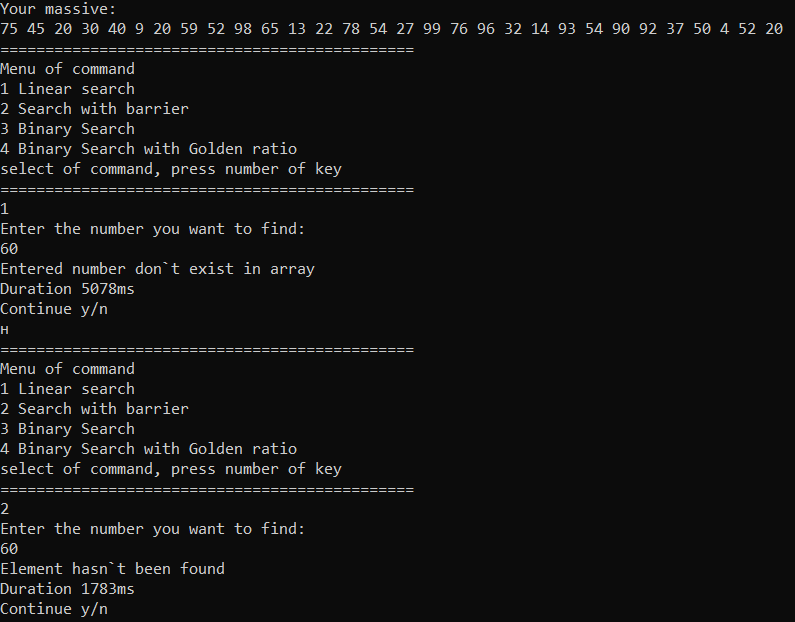 Your massive:
75 45 20 30 40 9 20 59 52 98 65 13 22 78 54 27 99 76 96 32 14 93 54 90 92 37 50 4 52 20
==============================================
Menu of command
1 Linear search
2 Search with barrier
3 Binary Search
4 Binary Search with Golden ratio
select of command, press number of key
==============================================
1
Enter the number you want to find:
60
Entered number don`t exist in array
Duration 5078ms
Continue y/n
н
==============================================
Menu of command
1 Linear search
2 Search with barrier
3 Binary Search
4 Binary Search with Golden ratio
select of command, press number of key
==============================================
2
Enter the number you want to find:
60
Element hasn`t been found
Duration 1783ms
Continue y/n